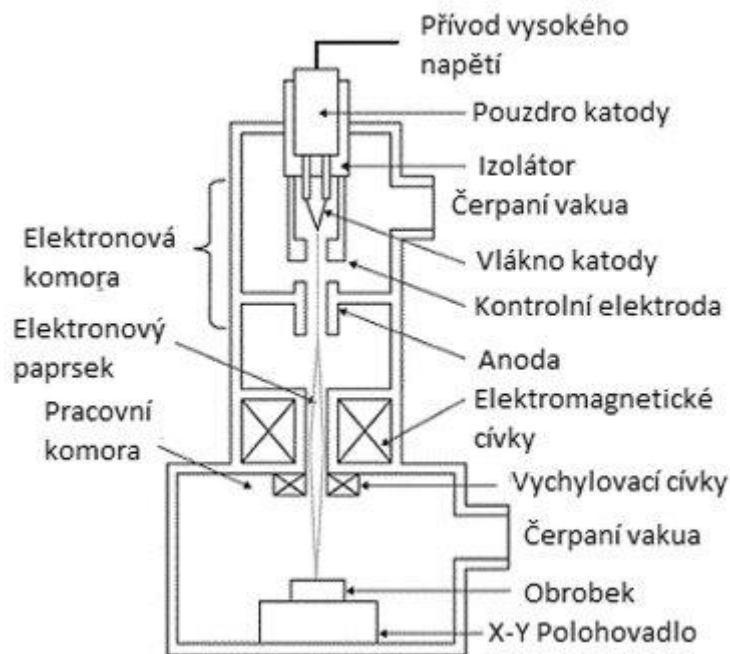 Přívod vysokého
napětí
Pouzdro katody
Izolátor
Čerpaní vakua
Elektronová
komora
Vlákno katody
Kontrolní elektroda
Elektronový
paprsek
Anoda
Pracovní
komora
Elektromagnetické
cívky
Vychylovací cívky
Čerpaní vakua
Obrobek
X-Y Polohovadlo